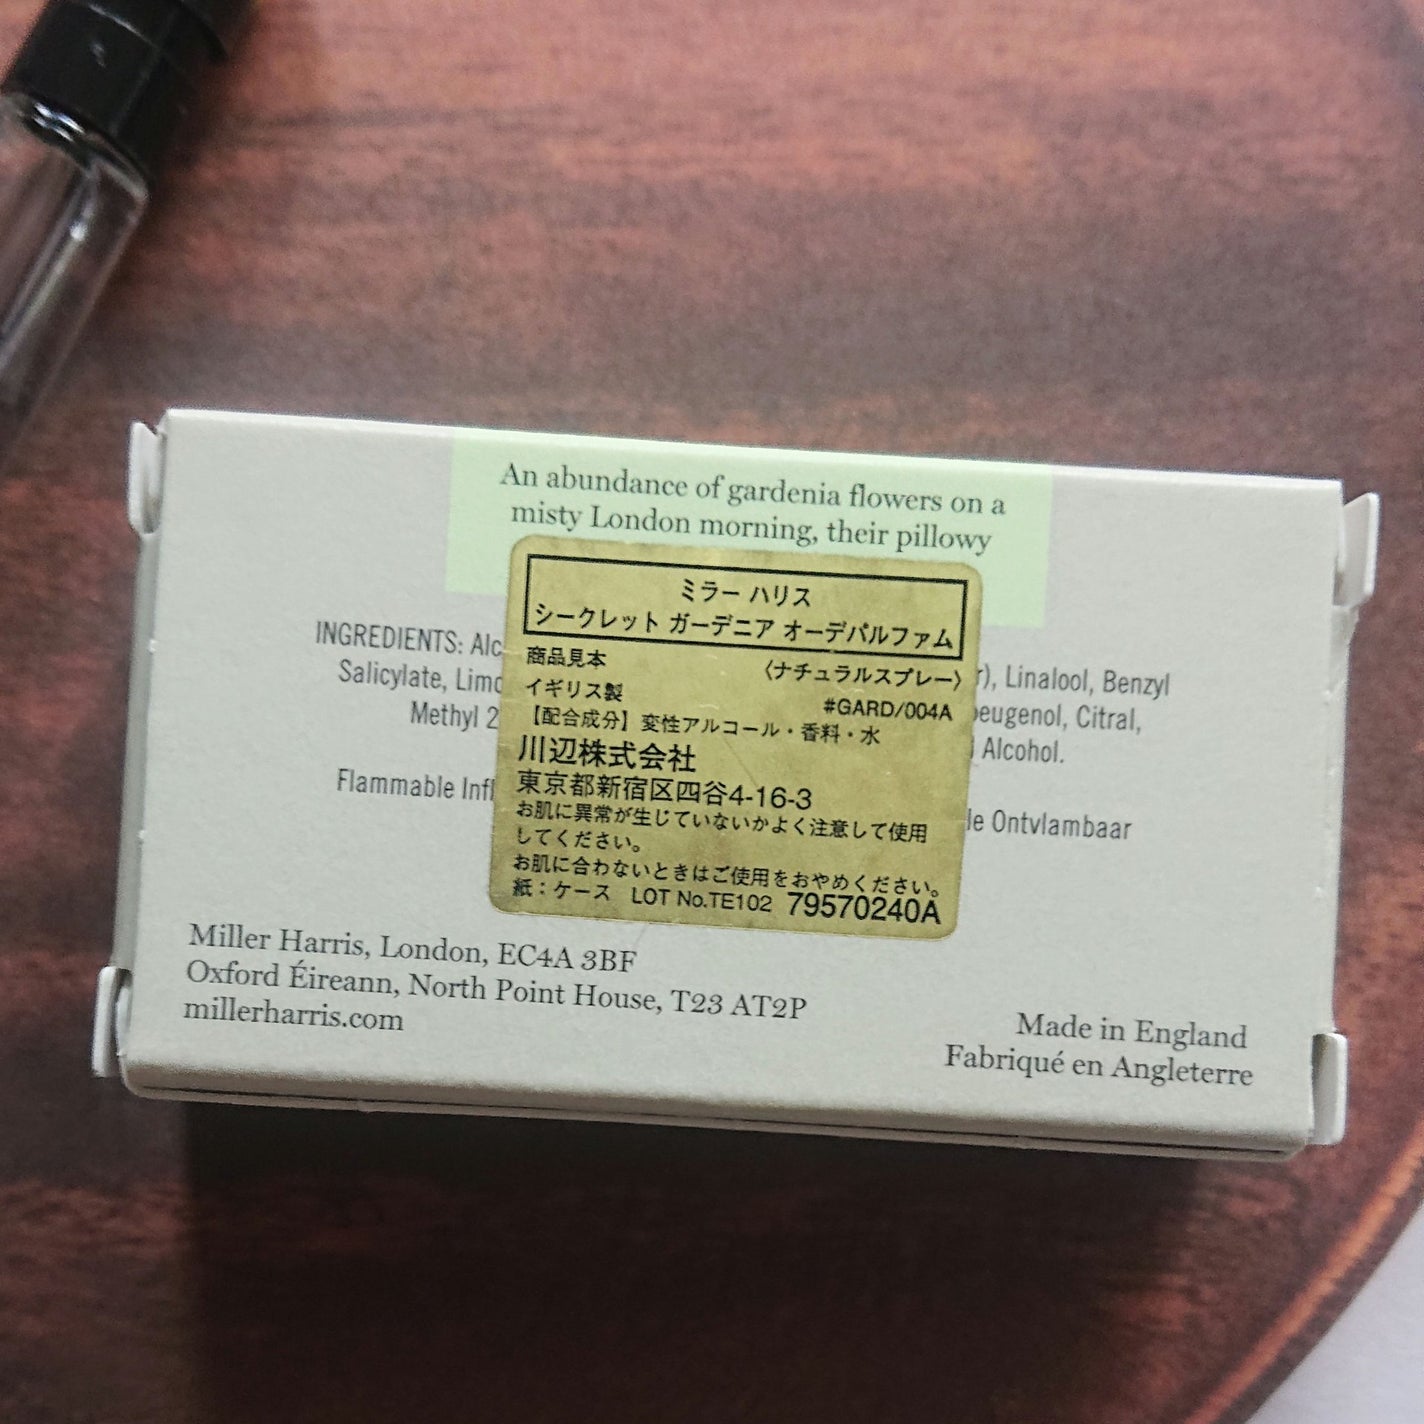 An abundance of gardenia flowers on a
misty London morning, their pillowy
ミラー ハリス
シークレット ガーデニア オーデパルファム
商品見本 〈ナチュラルスプレー〉
イギリス製 #GARD/004A
【配合成分】変性アルコール・香料・水
川辺株式会社
東京都新宿区四谷4-16-3
お肌に異常が生じていないかよく注意して使用
してください。
お肌に合わないときはご使用をおやめください。
紙:ケース LOT No.TE102 79570240A
INGREDIENTS: Linalool, Benzyl
Salicylate, Citral,
Methyl 2 Alcohol.
Flammable Ontvlambaar
Miller Harris, London, EC4A 3BF
Oxford Éireann, North Point House, T23 AT2P
millerharris.com
Made in England
Fabriqué en Angleterre